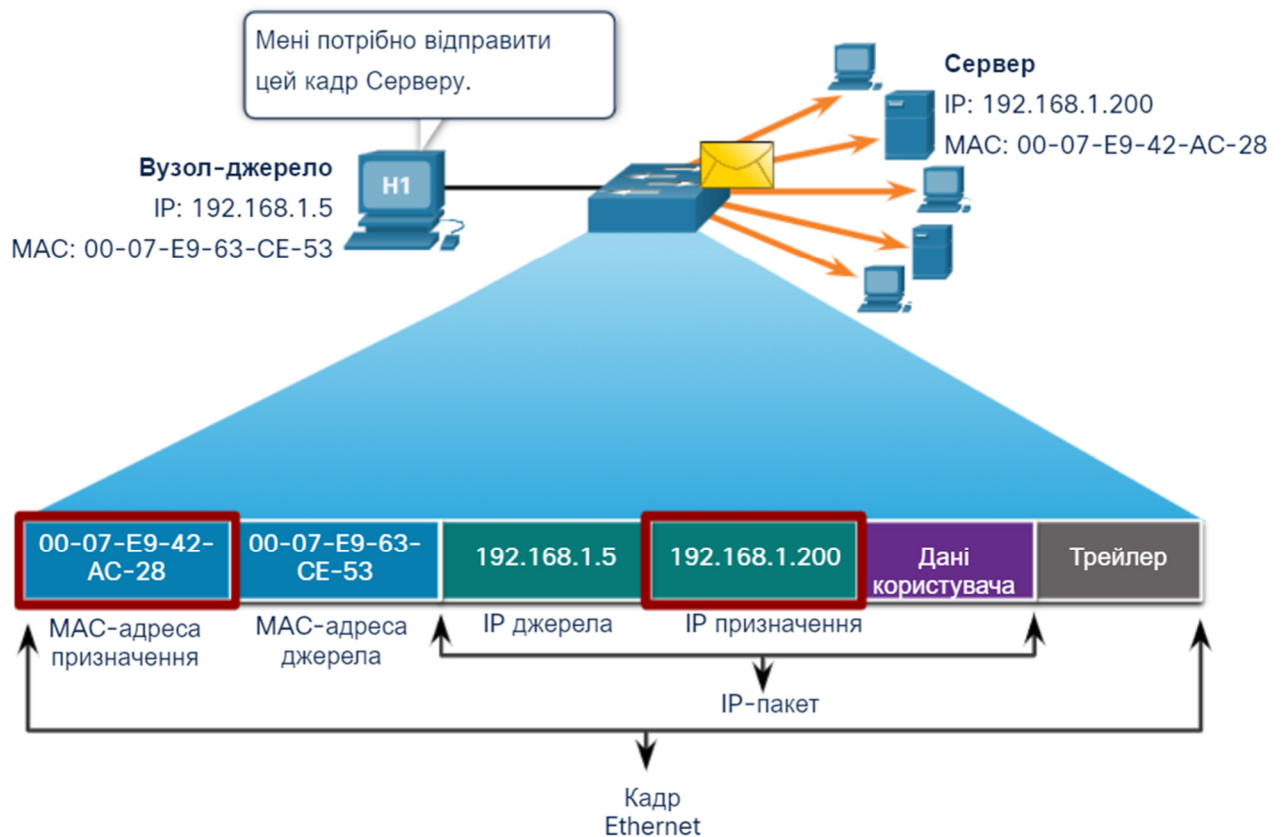 Мені потрібно відправити
цей кадр Серверу.
Сервер
IP: 192.168.1.200
MAC: 00-07-E9-42-AC-28
Вузол-джерело
IP: 192.168.1.5
MAC: 00-07-E9-63-CE-53
H1
00-07-E9-42-
AC-28
00-07-E9-63-
CE-53
192.168.1.5
192.168.1.200
Дані
користувача
Трейлер
MAC-адреса
призначення
MAC-адреса
джерела
IP джерела
IP призначення
IP-пакет
Кадр
Ethernet